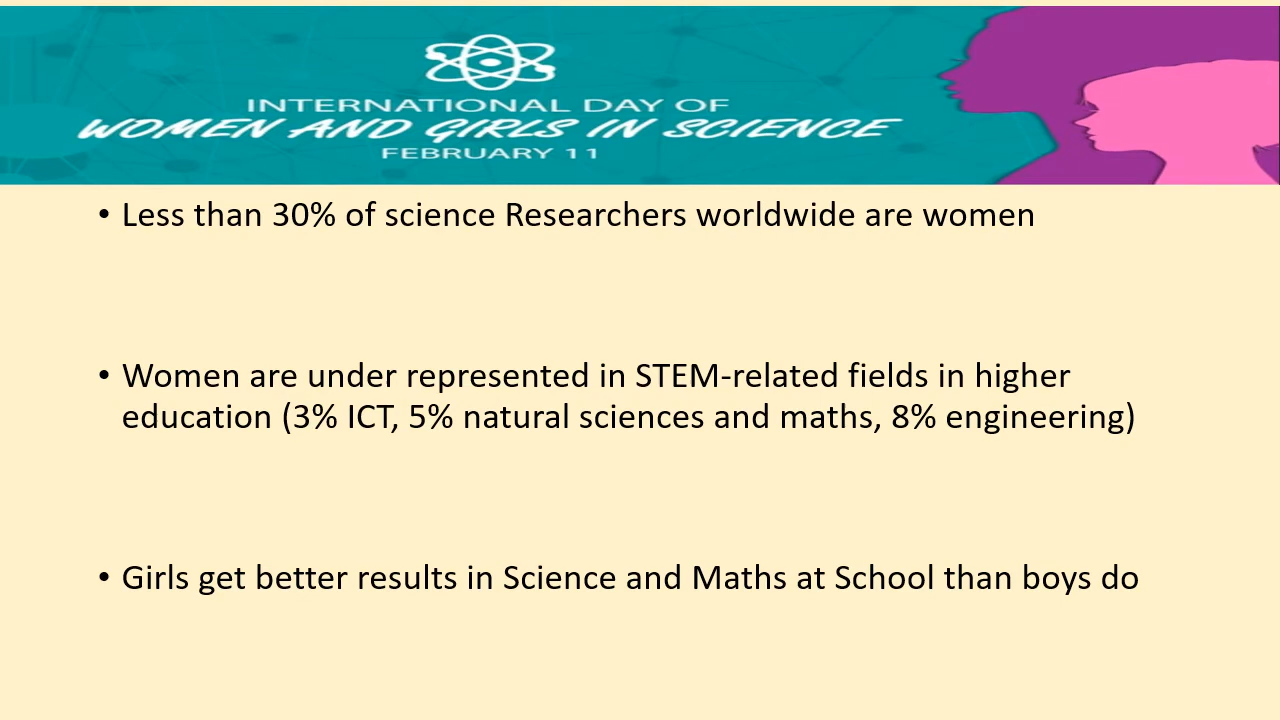 INTERNATIONAL DAY OF
WOMEN AND GIRLS IN SCIENCE
FEBRUARY 11
• Less than 30% of science Researchers worldwide are women
• Women are under represented in STEM-related fields in higher
education (3% ICT, 5% natural sciences and maths, 8% engineering)
• Girls get better results in Science and Maths at School than boys do